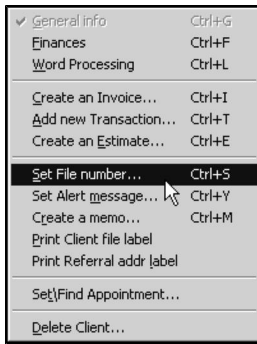 ✔ General info Ctrl+G
Finances Ctrl+F
Word Processing Ctrl+L
Create an Invoice... Ctrl+I
Add new Transaction... Ctrl+T
Create an Estimate... Ctrl+E
Set File number... Ctrl+S
Set Alert message... Ctrl+Y
Create a memo... Ctrl+M
Print Client file label
Print Referral addr label
Set\Find Appointment...
Delete Client...